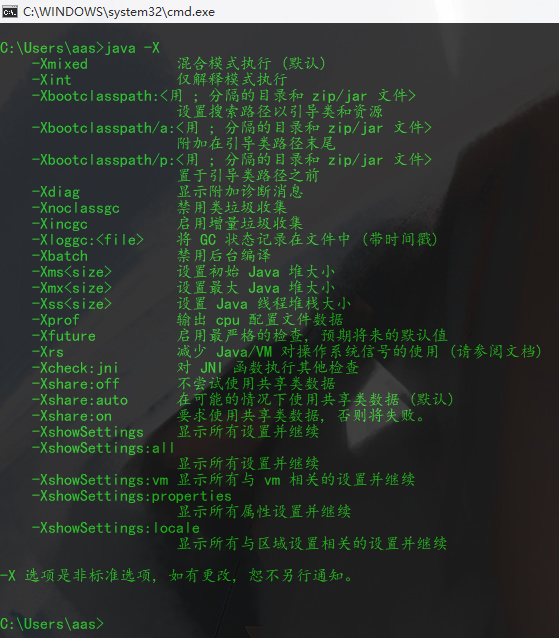 C:\WINDOWS\system32\cmd.exe
C:\Users\aas>java -X
-Xmixed 混合模式执行 (默认)
-Xint 仅解释模式执行
-Xbootclasspath:<用 ; 分隔的目录和 zip/jar 文件>
设置搜索路径以引导类和资源
-Xbootclasspath/a:<用 ; 分隔的目录和 zip/jar 文件>
附加在引导类路径末尾
-Xbootclasspath/p:<用 ; 分隔的目录和 zip/jar 文件>
置于引导类路径之前
-Xdiag 显示附加诊断消息
-Xnoclassgc 禁用类垃圾收集
-Xincgc 启用增量垃圾收集
-Xloggc:<file> 将 GC 状态记录在文件中 (带时间戳)
-Xbatch 禁用后台编译
-Xms<size> 设置初始 Java 堆大小
-Xmx<size> 设置最大 Java 堆大小
-Xss<size> 设置 Java 线程堆栈大小
-Xprof 输出 cpu 配置文件数据
-Xfuture 启用最严格的检查, 预期将来的默认值
-Xrs 减少 Java/VM 对操作系统信号的使用 (请参阅文档)
-Xcheck:jni 对 JNI 函数执行其他检查
-Xshare:off 不尝试使用共享类数据
-Xshare:auto 在可能的情况下使用共享类数据 (默认)
-Xshare:on 要求使用共享类数据, 否则将失败。
-XshowSettings 显示所有设置并继续
-XshowSettings:all
显示所有设置并继续
-XshowSettings:vm 显示所有与 vm 相关的设置并继续
-XshowSettings:properties
显示所有属性设置并继续
-XshowSettings:locale
显示所有与区域设置相关的设置并继续
-X 选项是非标准选项, 如有更改, 恕不另行通知。
C:\Users\aas>